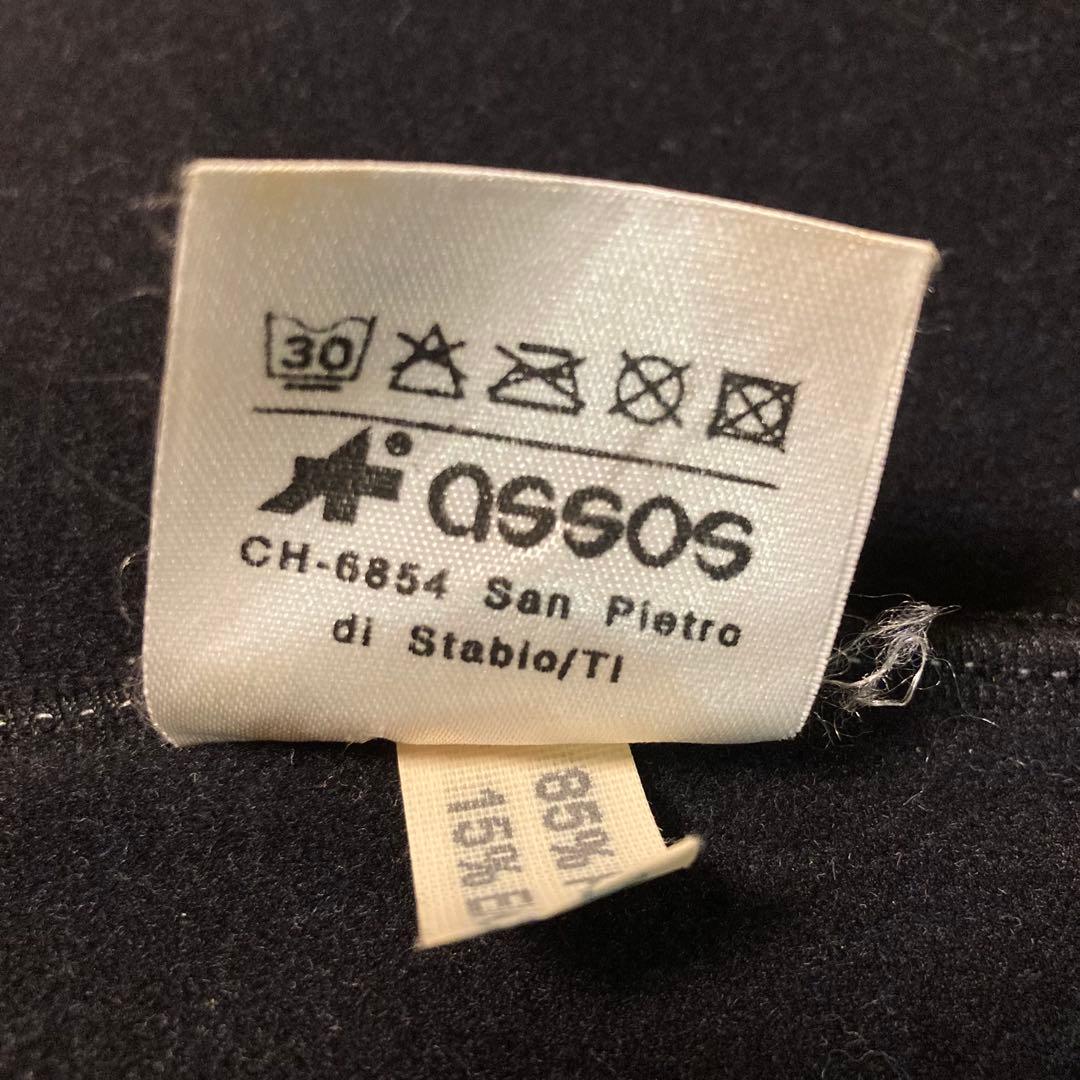 30
® assos
CH-6854 San Pietro
di Stabio/TI
85%
15%